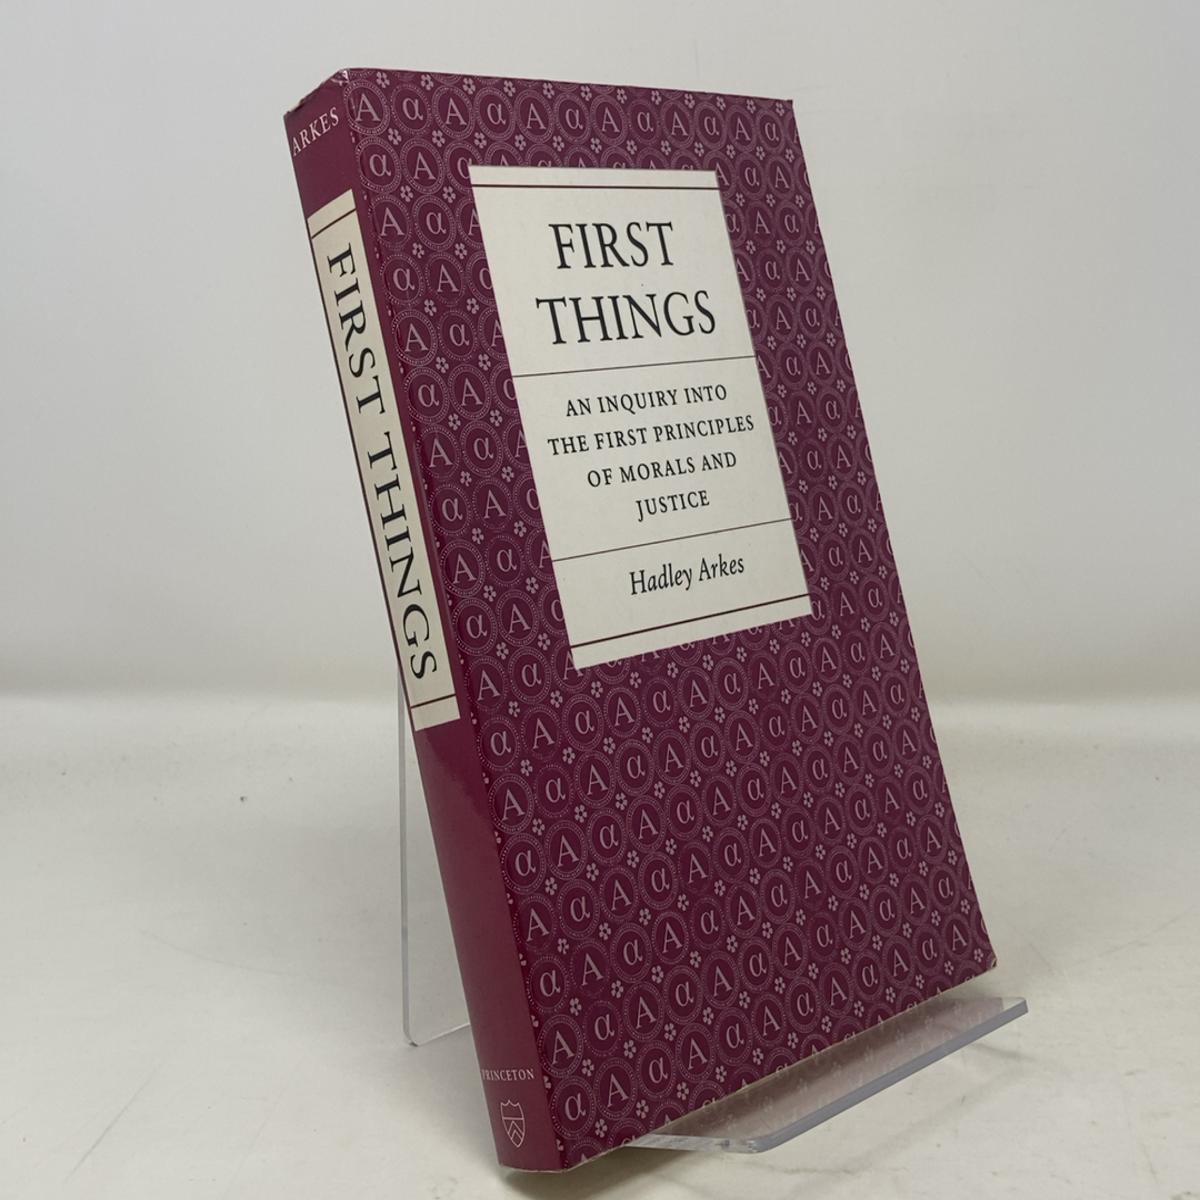 ARKES
FIRST THINGS
PRINCETON
FIRST
THINGS
AN INQUIRY INTO
THE FIRST PRINCIPLES
OF MORALS AND
JUSTICE
Hadley Arkes